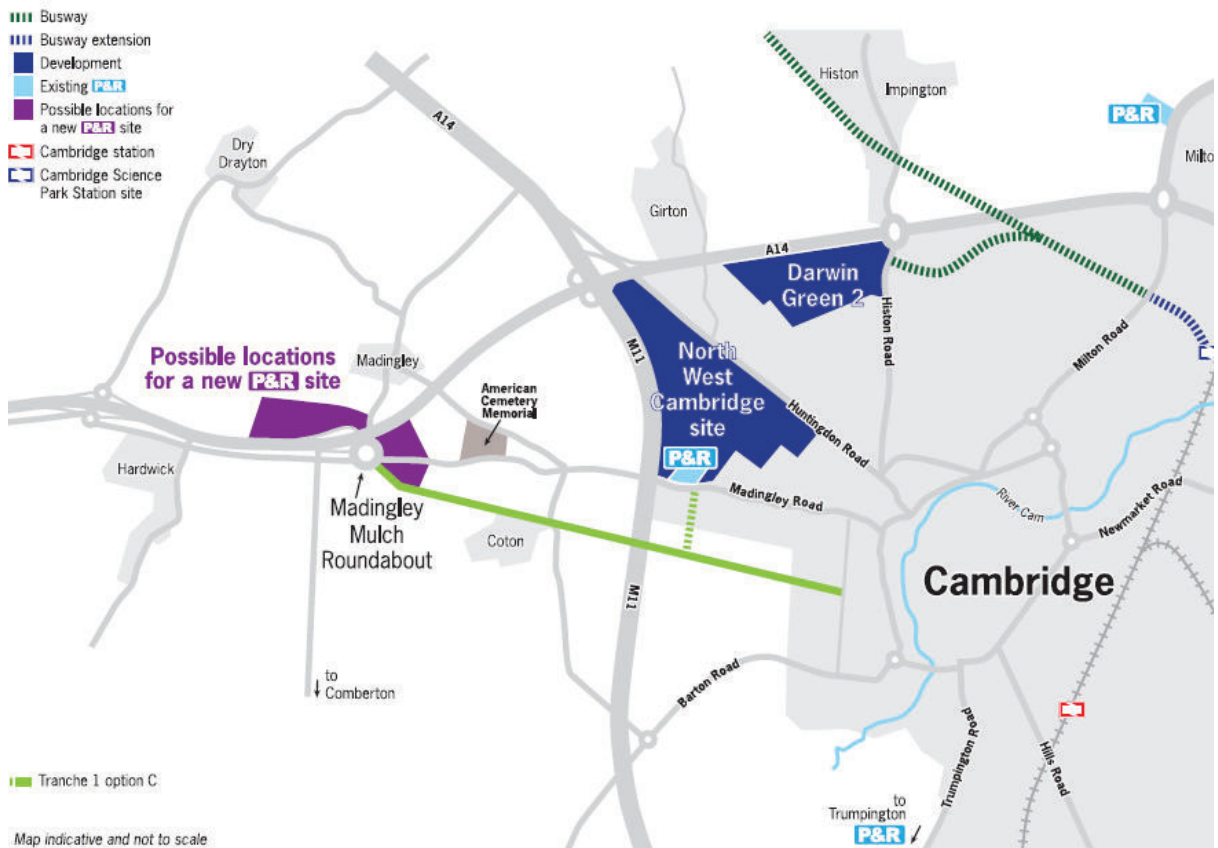 Busway
Busway extension
Development
Existing P&R
Possible locations for
a new P&R site
Cambridge station
Cambridge Science
Park Station site
Histon
Impington
P&R
Milto
A14
Dry
Drayton
Girton
A14
Darwin
Green 2
Histon Road
Milton Road
M11
North
West
Cambridge
site
Huntingdon Road
Possible locations
for a new P&R site
Madingley
American
Cemetery
Memorial
P&R
Madingley Road
River Cam
Newmarket Road
Hardwick
Madingley
Mulch
Roundabout
Coton
Cambridge
M11
to
Comberton
Barton Road
Trumpington Road
Hills Road
Tranche 1 option C
to
Trumpington
P&R
Map indicative and not to scale